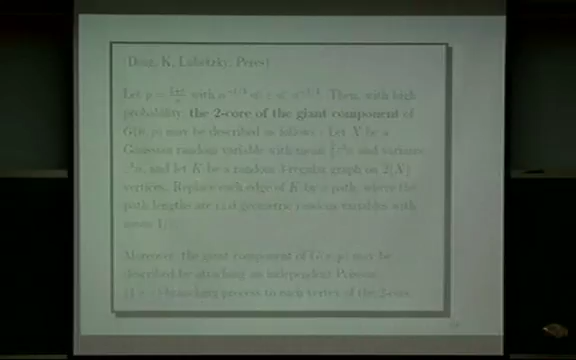 (Ding, K, Lubetzky, Peres)
Let p = with Then, with high
probability, the 2-core of the giant component of
may be described as follows : Let X be a
Gaussian random variable with mean and variance
and let K be a random 3-regular graph on 2⌊X⌋
vertices. Replace each edge of K by a path, where the
path lengths are i.i.d geometric random variables with
mean
Moreover, the giant component of may be
described by attaching an independent Poisson
branching process to each vertex of the 2-core.